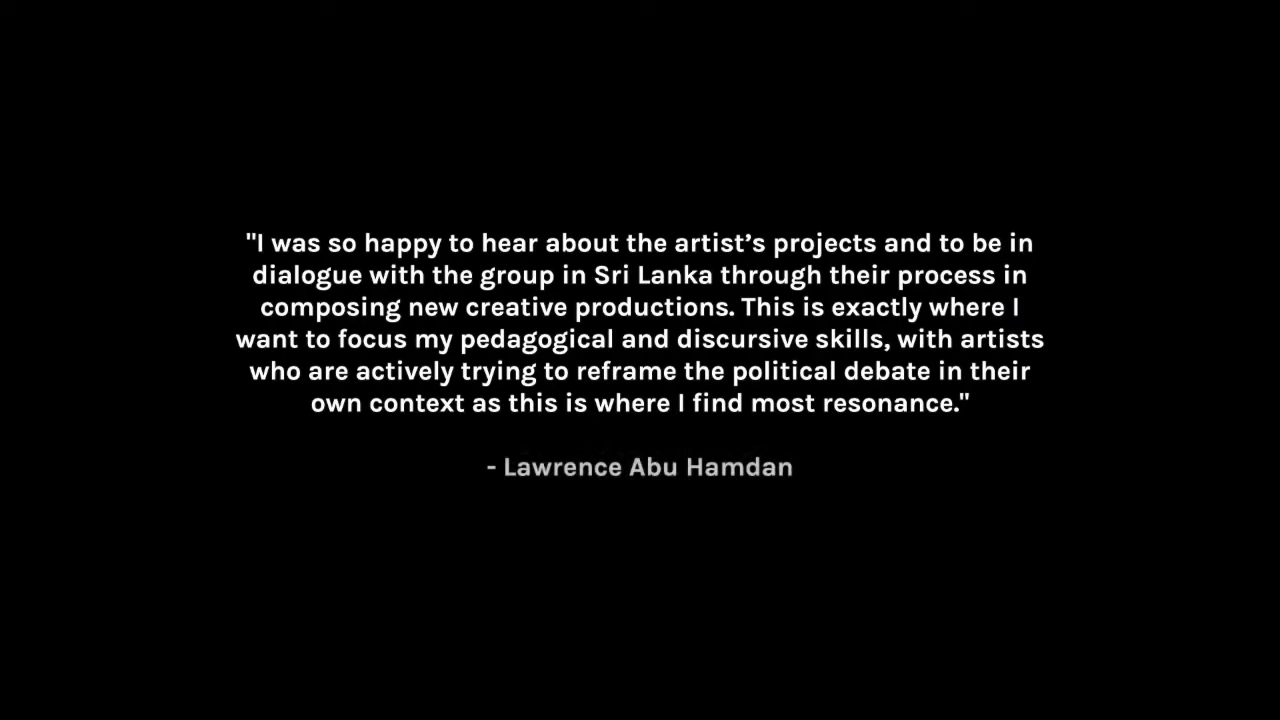 "I was so happy to hear about the artist’s projects and to be in
dialogue with the group in Sri Lanka through their process in
composing new creative productions. This is exactly where I
want to focus my pedagogical and discursive skills, with artists
who are actively trying to reframe the political debate in their
own context as this is where I find most resonance."
- Lawrence Abu Hamdan